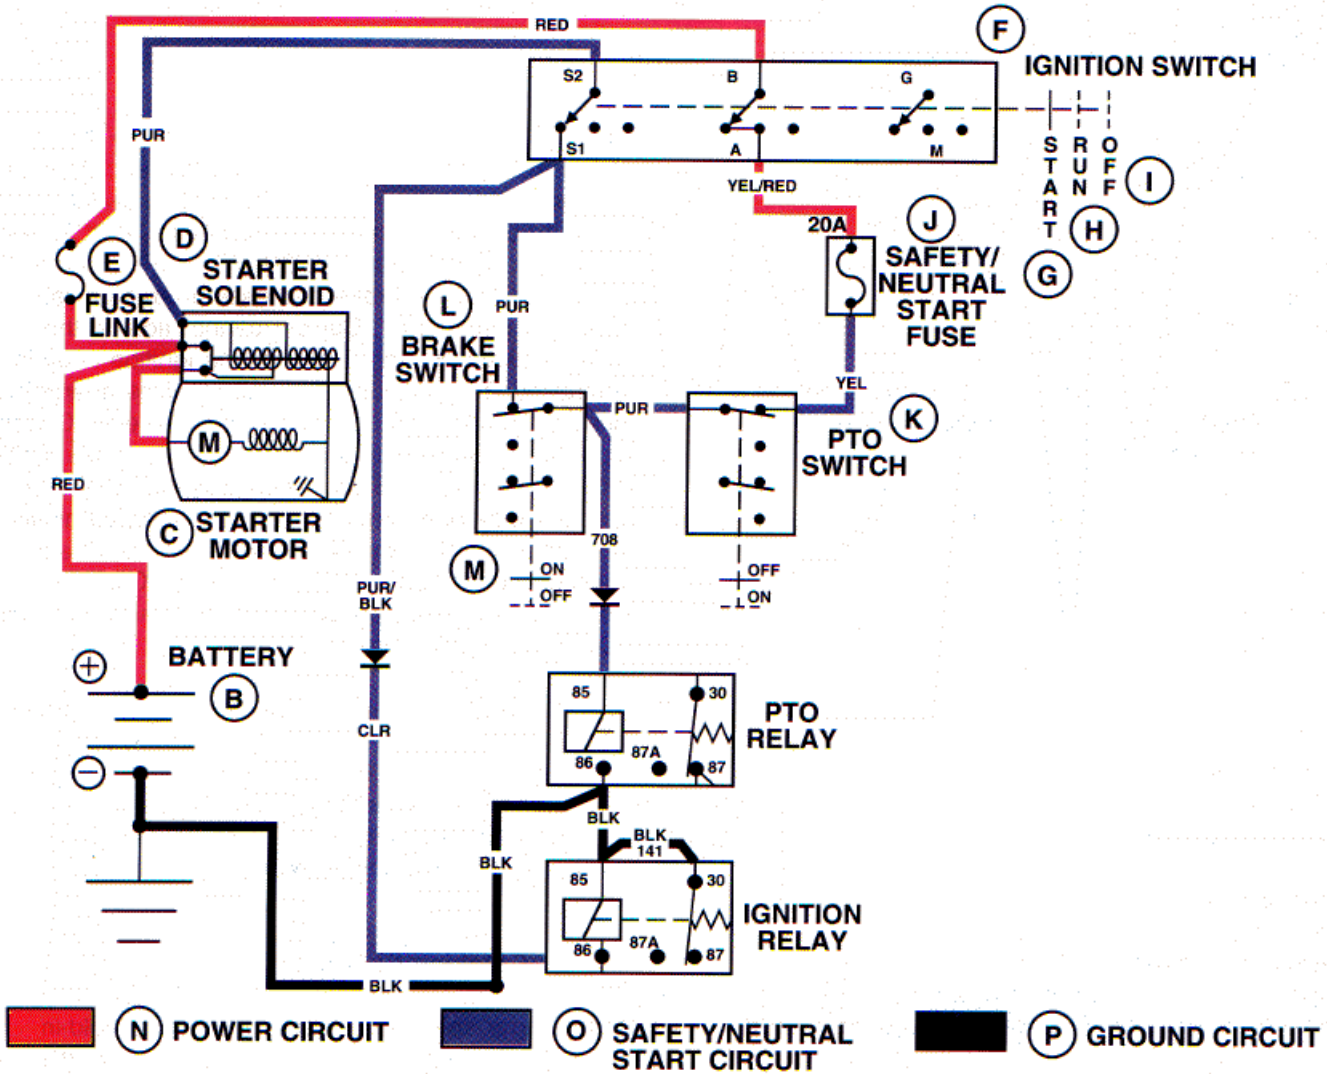 RED
F
IGNITION SWITCH
S2
B
G
PUR
S1
A
M
START
RUN
OFF
I
H
G
YEL/RED
20A
J
SAFETY/
NEUTRAL
START
FUSE
D
STARTER
SOLENOID
E
FUSE
LINK
L
BRAKE
SWITCH
PUR
YEL
PUR
K
PTO
SWITCH
M
RED
C
STARTER
MOTOR
708
M
ON
OFF
OFF
ON
PUR/
BLK
BATTERY
+
B
−
CLR
85
30
PTO
RELAY
87A
86
87
BLK
BLK
141
BLK
85
30
IGNITION
RELAY
87A
86
87
BLK
N
POWER CIRCUIT
O
SAFETY/NEUTRAL
START CIRCUIT
P
GROUND CIRCUIT